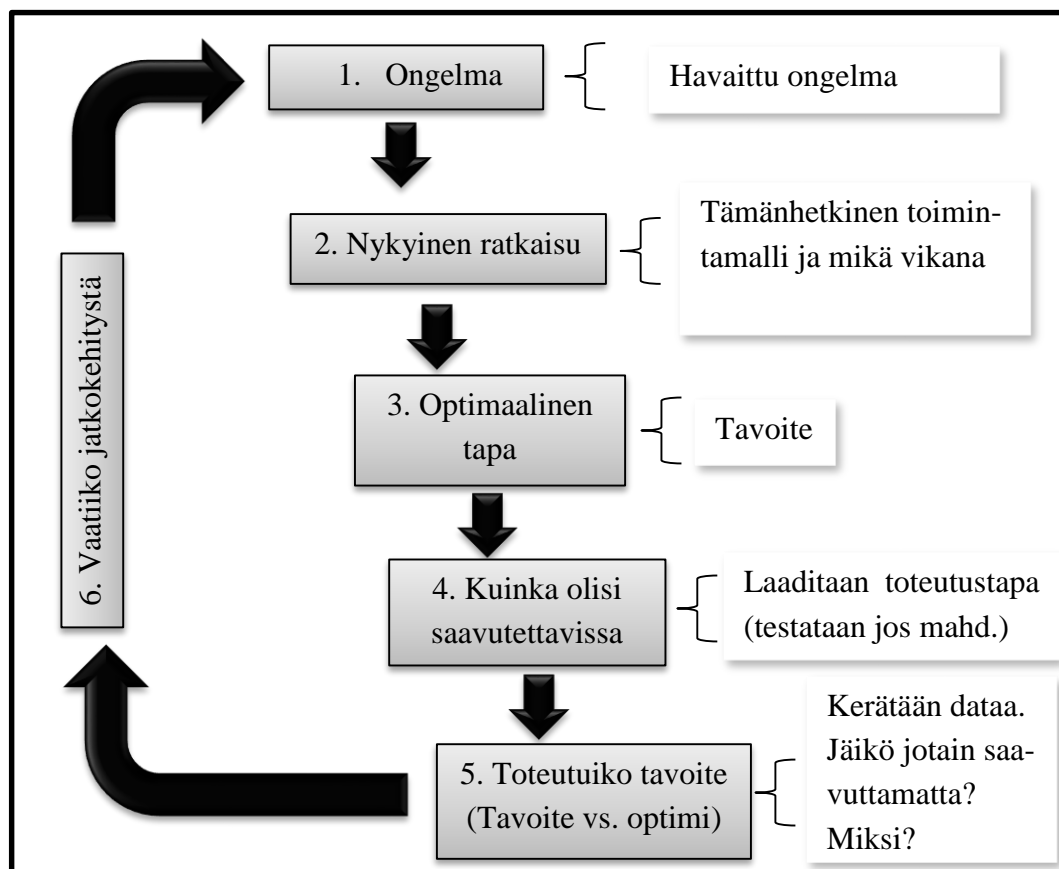 1. Ongelma
Havaittu ongelma
2. Nykyinen ratkaisu
Tämänhetkinen toimin-
tamalli ja mikä vikana
3. Optimaalinen
tapa
Tavoite
4. Kuinka olisi
saavutettavissa
Laaditaan toteutustapa
(testataan jos mahd.)
5. Toteutuiko tavoite
(Tavoite vs. optimi)
Kerätään dataa.
Jäikö jotain saa-
vuttamatta?
Miksi?
6. Vaatiiko jatkokehitystä